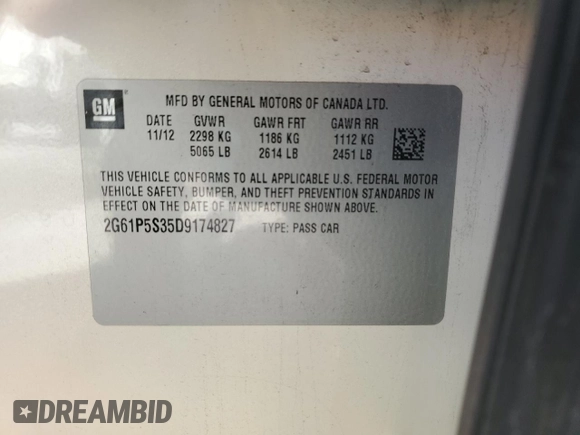 GM
MFD BY GENERAL MOTORS OF CANADA LTD.
DATE GVWR GAWR FRT GAWR RR
11/12 2298 KG 1186 KG 1112 KG
5065 LB 2614 LB 2451 LB
THIS VEHICLE CONFORMS TO ALL APPLICABLE U.S. FEDERAL MOTOR
VEHICLE SAFETY, BUMPER, AND THEFT PREVENTION STANDARDS IN
EFFECT ON THE DATE OF MANUFACTURE SHOWN ABOVE.
2G61P5S35D9174827 TYPE: PASS CAR
DREAMBID